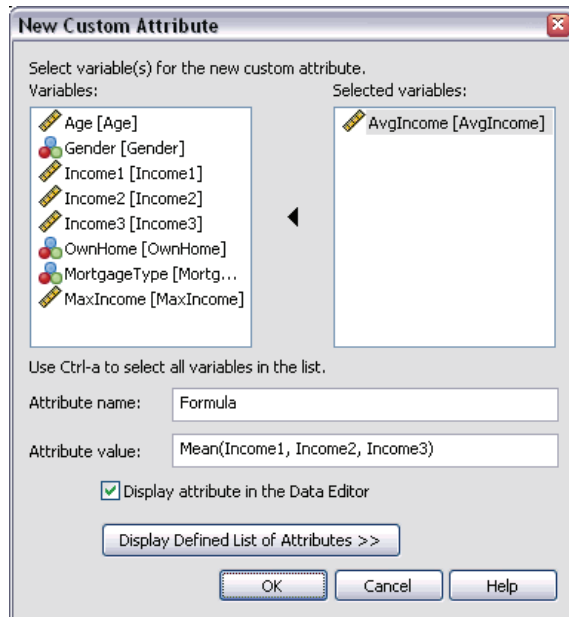 New Custom Attribute
Select variable(s) for the new custom attribute.
Variables:
Selected variables:
Age [Age]
Gender [Gender]
Income1 [Income1]
Income2 [Income2]
Income3 [Income3]
OwnHome [OwnHome]
MortgageType [Mortg...
MaxIncome [MaxIncome]
AvgIncome [AvgIncome]
Use Ctrl-a to select all variables in the list.
Attribute name: Formula
Attribute value: Mean(Income1, Income2, Income3)
Display attribute in the Data Editor
Display Defined List of Attributes >>
OK Cancel Help